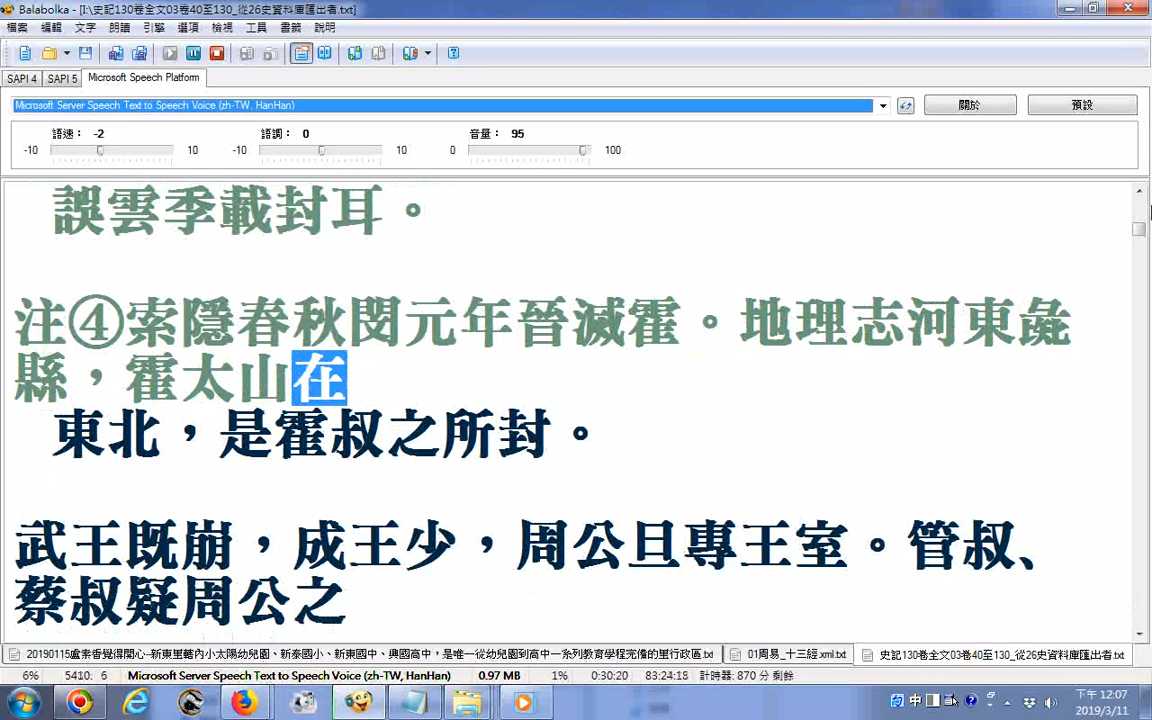 Balabolka - [I:\史記130卷全文03卷40至130_從26史資料庫匯出者.txt]
檔案 編輯 文字 朗讀 引擎 選項 檢視 工具 書籤 說明
SAPI 4 SAPI 5 Microsoft Speech Platform
Microsoft Server Speech Text to Speech Voice (zh-TW, HanHan) 關於 預設
語速： -2 語調： 0 音量： 95
-10 10 -10 10 0 100
誤雲季載封耳。
注④索隱春秋閔元年晉滅霍。地理志河東彘
縣，霍太山在
東北，是霍叔之所封。
武王既崩，成王少，周公旦專王室。管叔、
蔡叔疑周公之
20190115盧素香覺得開心--新東里轄內小太陽幼兒園、新泰國小、新東國中、興國高中，是唯一從幼兒園到高中一系列教育學程完備的里行政區.txt 01周易_十三經.xml.txt 史記130卷全文03卷40至130_從26史資料庫匯出者.txt
6% 5410: 6 Microsoft Server Speech Text to Speech Voice (zh-TW, HanHan) 0.97 MB 1% 0:30:20 83:24:18 計時器: 870 分 剩餘
中 下午 12:07
2019/3/11